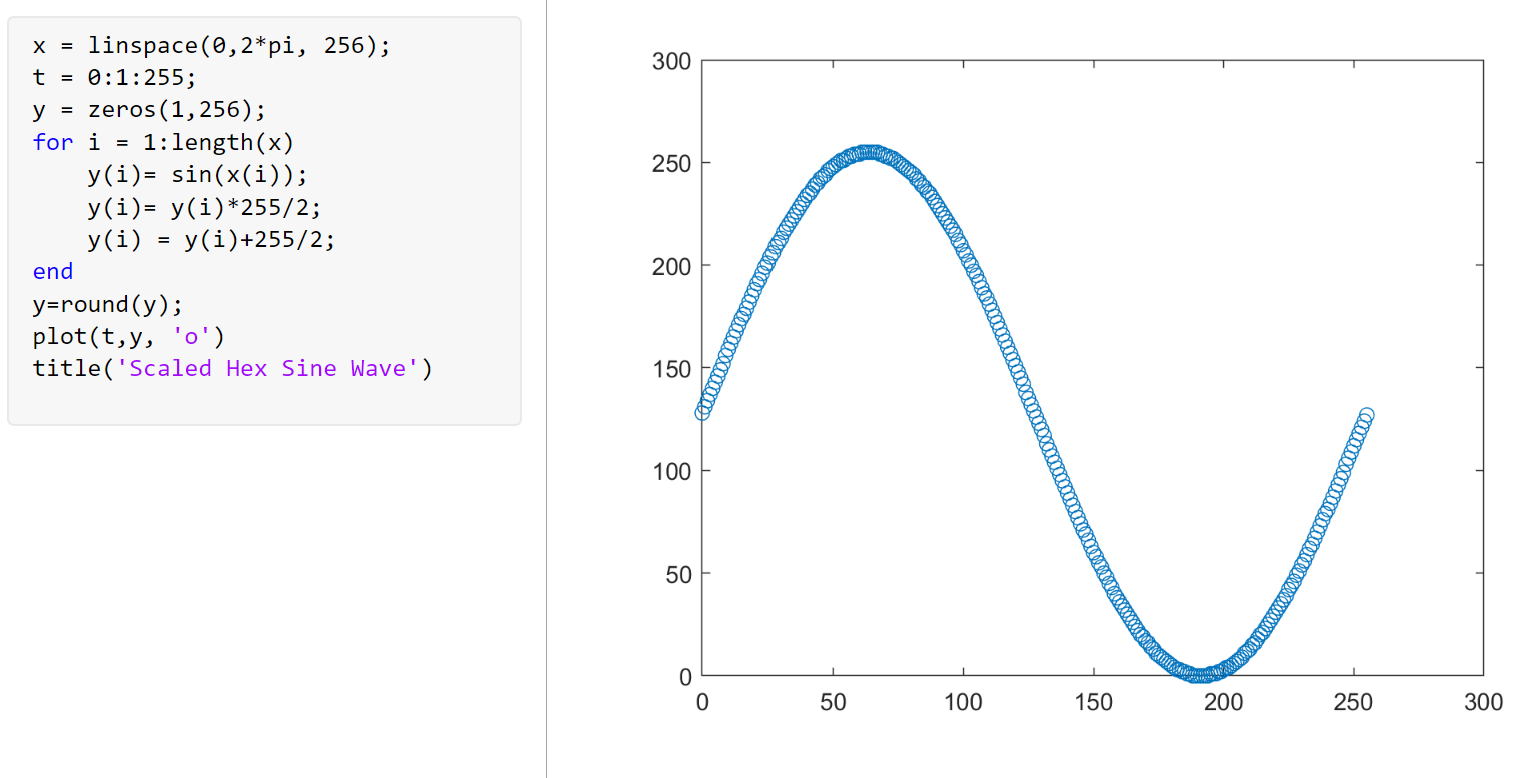 x = linspace(0,2*pi, 256);
t = 0:1:255;
y = zeros(1,256);
for i = 1:length(x)
    y(i)= sin(x(i));
    y(i)= y(i)*255/2;
    y(i) = y(i)+255/2;
end
y=round(y);
plot(t,y, 'o')
title('Scaled Hex Sine Wave')
300
250
200
150
100
50
0
0 50 100 150 200 250 300